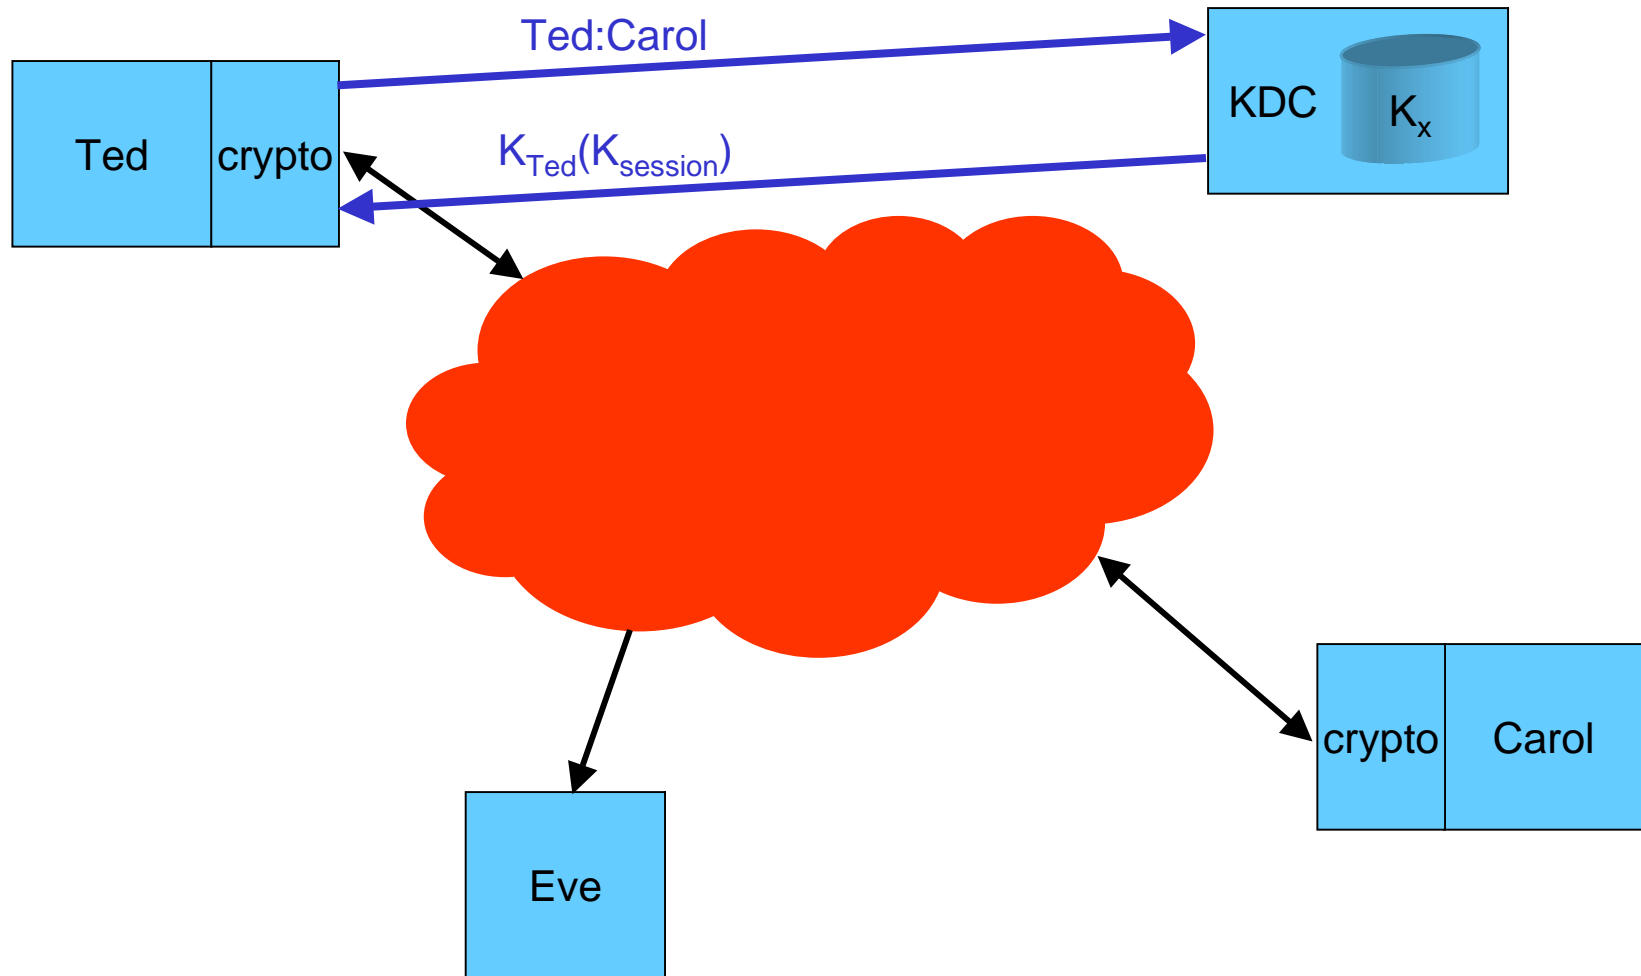 Ted:Carol
KDC
Kx
Ted
crypto
KTed(Ksession)
crypto
Carol
Eve